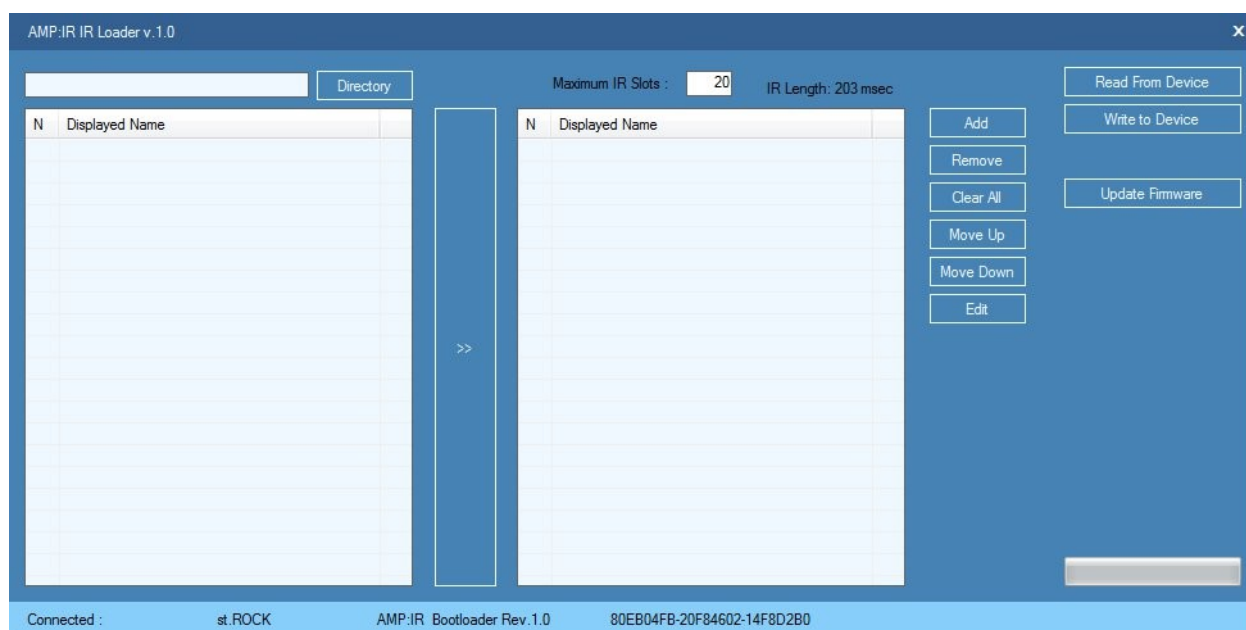 AMP:IR IR Loader v.1.0
X
Directory
Maximum IR Slots : 20 IR Length: 203 msec
Read From Device
N Displayed Name
N Displayed Name
Add
Write to Device
Remove
Clear All
Update Firmware
Move Up
Move Down
Edit
>>
Connected : st.ROCK AMP:IR Bootloader Rev.1.0 80EB04FB-20F84602-14F8D2B0